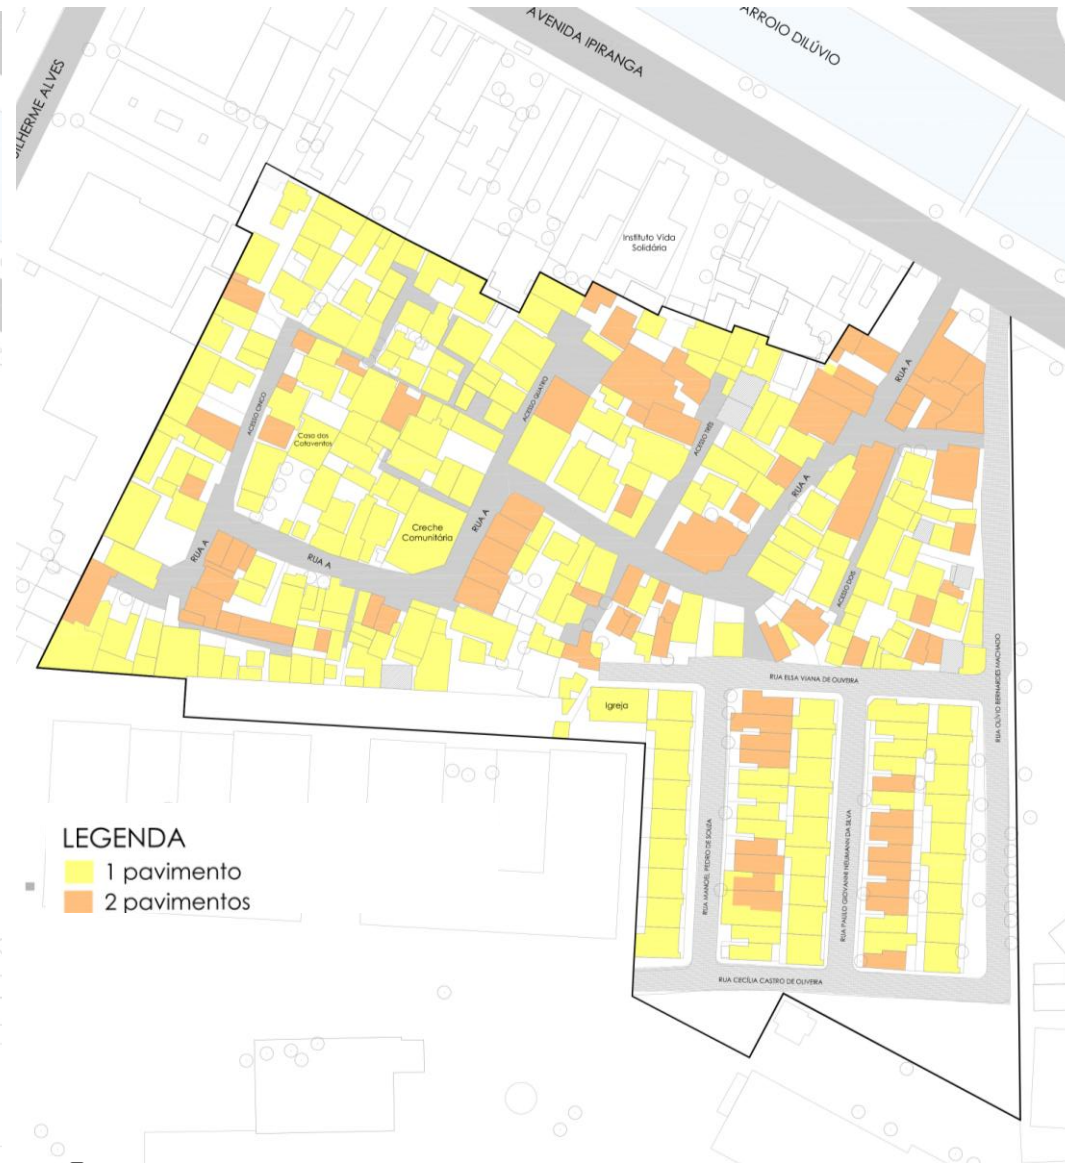 ARROIO DILÚVIO
AVENIDA IPIRANGA
GUILHERME ALVES
Instituto Vida
Solidária
RUA A
ACESSO QUATRO
ACESSO CINCO
ACESSO TRÊS
Casa dos
Cataventos
RUA A
Creche
Comunitária
RUA A
RUA A
RUA A
ACESSO DOIS
RUA ELSA VIANA DE OLIVEIRA
RUA OLÍVIO BERNARDES MACHADO
Igreja
RUA MANOEL PEDRO DE SOUZA
RUA PAULO GIOVANNI NEUMANN DA SILVA
RUA CECÍLIA CASTRO DE OLIVEIRA
LEGENDA
1 pavimento
2 pavimentos